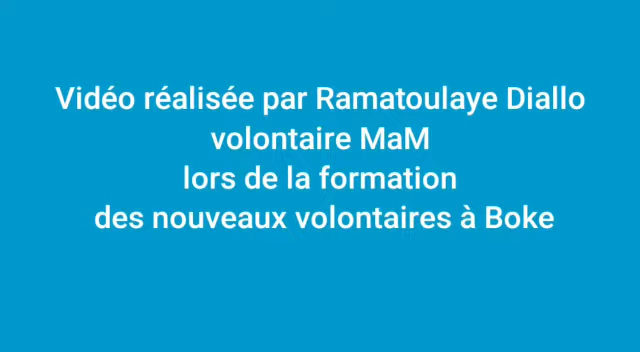 Vidéo réalisée par Ramatoulaye Diallo
volontaire MaM
lors de la formation
des nouveaux volontaires à Boke